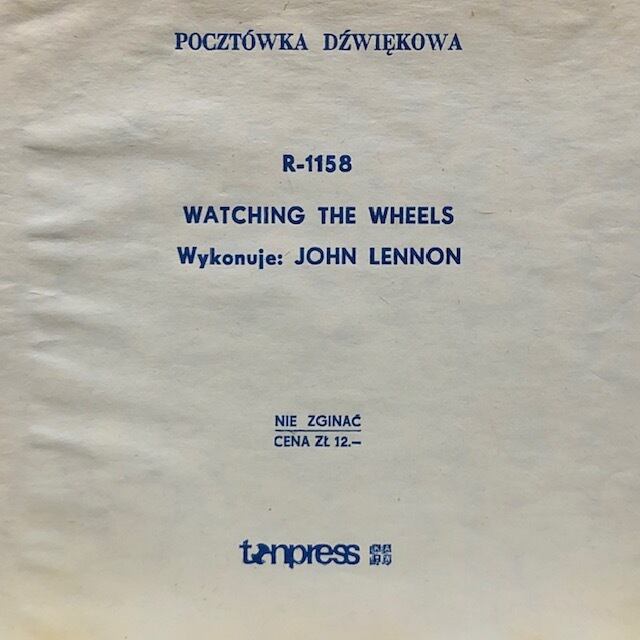 POCZTÓWKA DŹWIĘKOWA
R-1158
WATCHING THE WHEELS
Wykonuje: JOHN LENNON
NIE ZGINAĆ
CENA ZŁ 12.—
tonpress